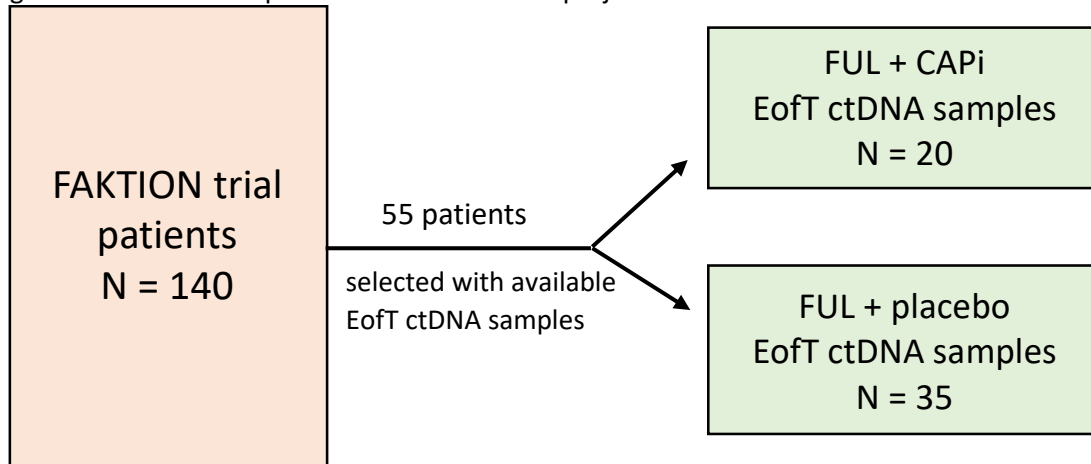 FAKTION trial
patients
N = 140
55 patients
selected with available
EofT ctDNA samples
FUL + CAPi
EofT ctDNA samples
N = 20
FUL + placebo
EofT ctDNA samples
N = 35